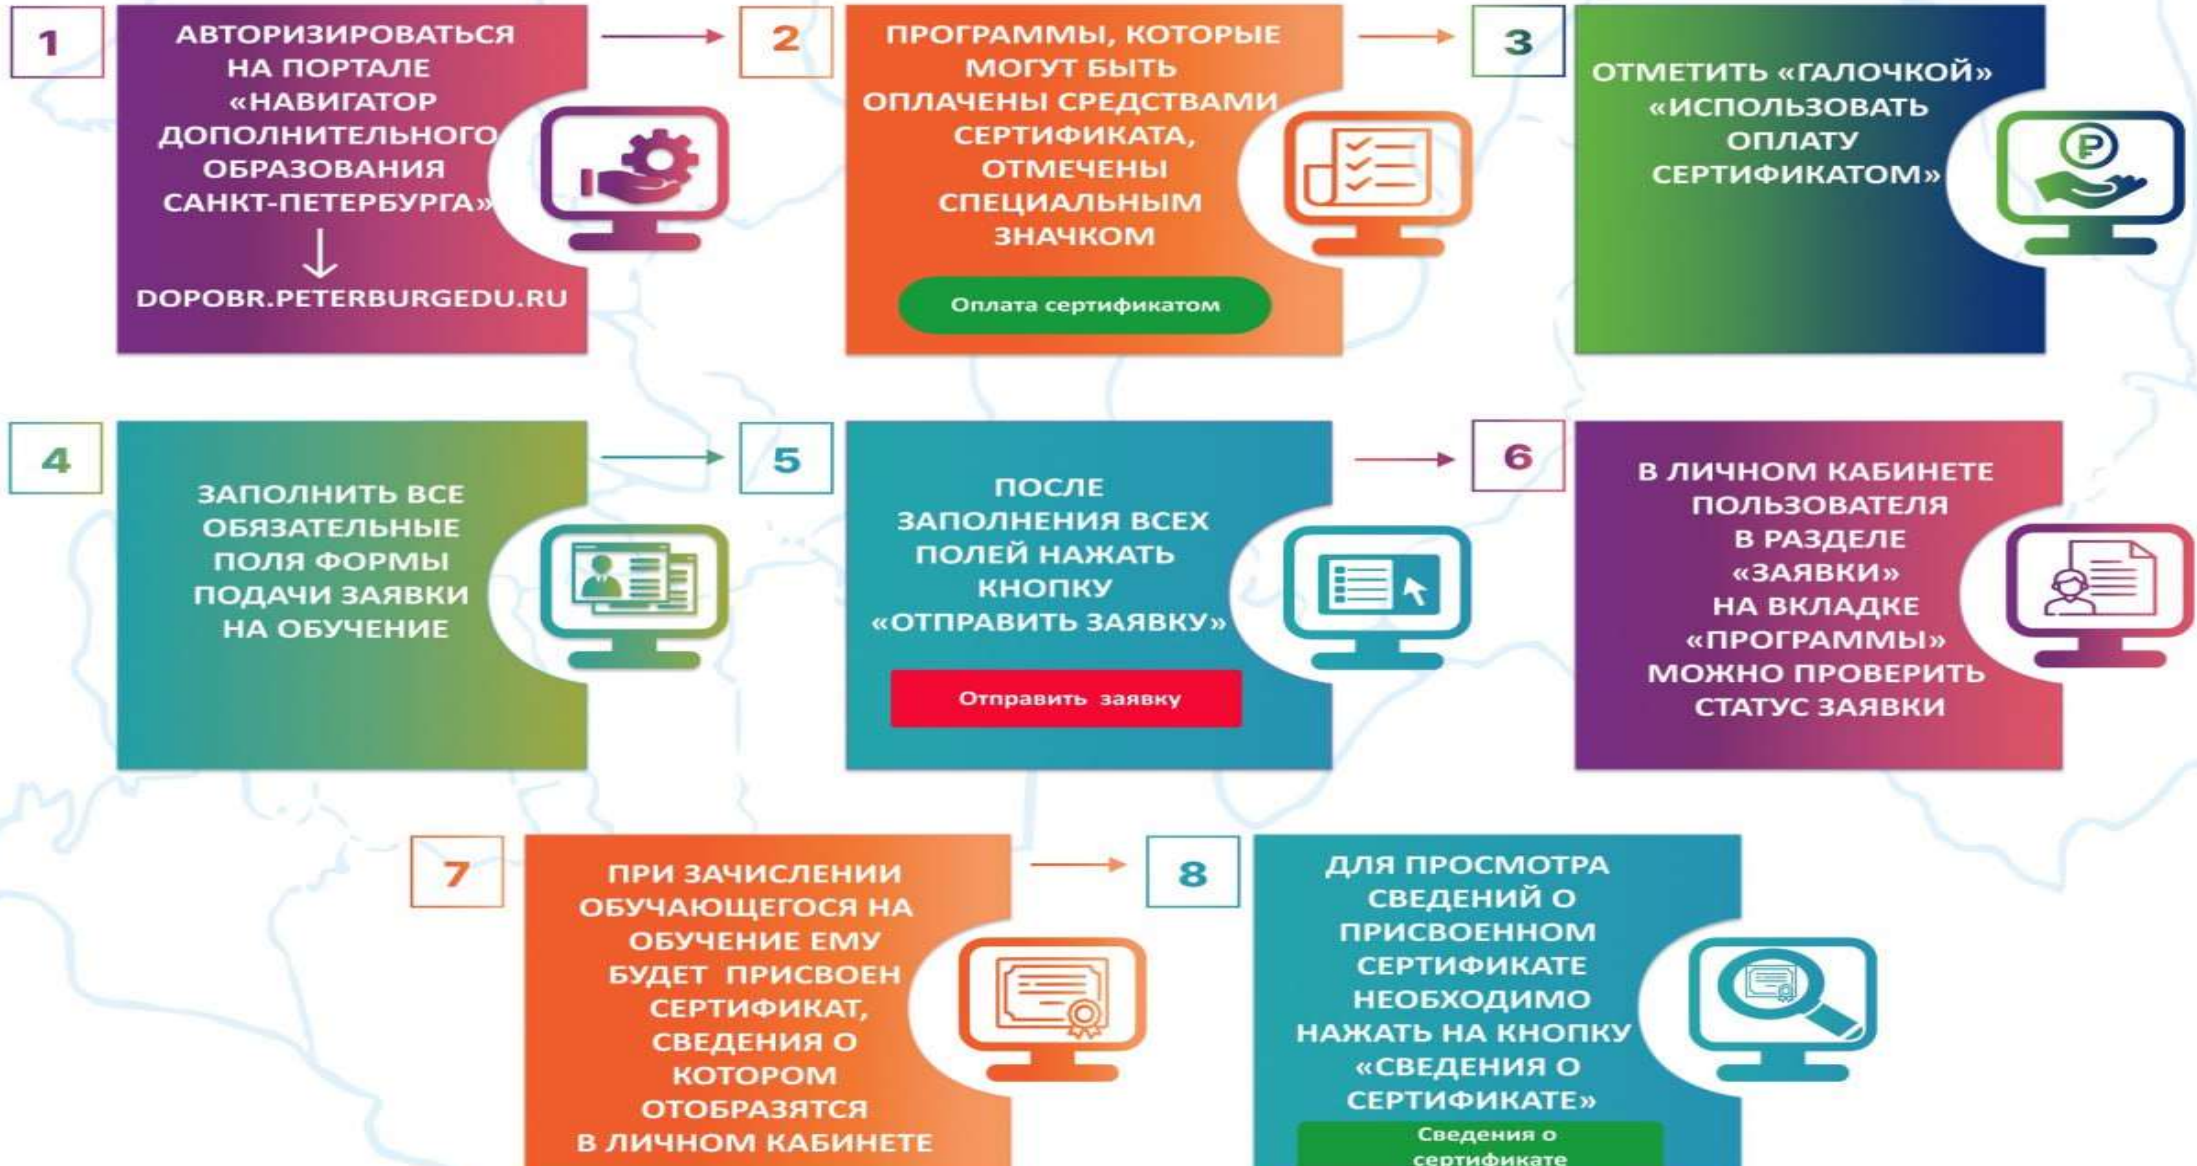 1
АВТОРИЗИРОВАТЬСЯ
НА ПОРТАЛЕ
«НАВИГАТОР
ДОПОЛНИТЕЛЬНОГО
ОБРАЗОВАНИЯ
САНКТ-ПЕТЕРБУРГА»
DOPOBR.PETERBURGEDU.RU
2
ПРОГРАММЫ, КОТОРЫЕ
МОГУТ БЫТЬ
ОПЛАЧЕНЫ СРЕДСТВАМИ
СЕРТИФИКАТА,
ОТМЕЧЕНЫ
СПЕЦИАЛЬНЫМ
ЗНАЧКОМ
Оплата сертификатом
3
ОТМЕТИТЬ «ГАЛОЧКОЙ»
«ИСПОЛЬЗОВАТЬ
ОПЛАТУ
СЕРТИФИКАТОМ»
4
ЗАПОЛНИТЬ ВСЕ
ОБЯЗАТЕЛЬНЫЕ
ПОЛЯ ФОРМЫ
ПОДАЧИ ЗАЯВКИ
НА ОБУЧЕНИЕ
5
ПОСЛЕ
ЗАПОЛНЕНИЯ ВСЕХ
ПОЛЕЙ НАЖАТЬ
КНОПКУ
«ОТПРАВИТЬ ЗАЯВКУ»
Отправить заявку
6
В ЛИЧНОМ КАБИНЕТЕ
ПОЛЬЗОВАТЕЛЯ
В РАЗДЕЛЕ
«ЗАЯВКИ»
НА ВКЛАДКЕ
«ПРОГРАММЫ»
МОЖНО ПРОВЕРИТЬ
СТАТУС ЗАЯВКИ
7
ПРИ ЗАЧИСЛЕНИИ
ОБУЧАЮЩЕГОСЯ НА
ОБУЧЕНИЕ ЕМУ
БУДЕТ ПРИСВОЕН
СЕРТИФИКАТ,
СВЕДЕНИЯ О
КОТОРОМ
ОТОБРАЗЯТСЯ
В ЛИЧНОМ КАБИНЕТЕ
8
ДЛЯ ПРОСМОТРА
СВЕДЕНИЙ О
ПРИСВОЕННОМ
СЕРТИФИКАТЕ
НЕОБХОДИМО
НАЖАТЬ НА КНОПКУ
«СВЕДЕНИЯ О
СЕРТИФИКАТЕ»
Сведения о
сертификате